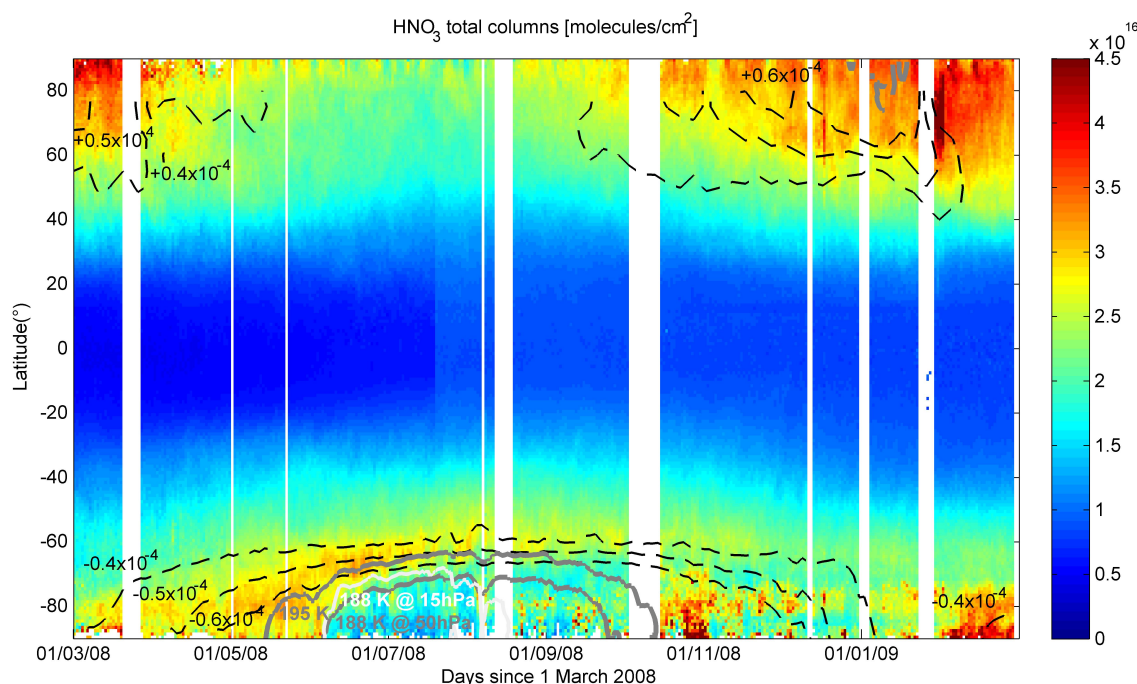 HNO3 total columns [molecules/cm2]
x 10^16
80
60
40
20
0
-20
-40
-60
-80
Latitude(°)
+0.5x10^4
+0.4x10^-4
+0.6x10^-4
-0.4x10^-4
-0.5x10^-4
-0.6x10^-4
195 K
188 K @ 15hPa
188 K @ 50hPa
-0.4x10^-4
01/03/08 01/05/08 01/07/08 01/09/08 01/11/08 01/01/09
Days since 1 March 2008
4.5
4
3.5
3
2.5
2
1.5
1
0.5
0